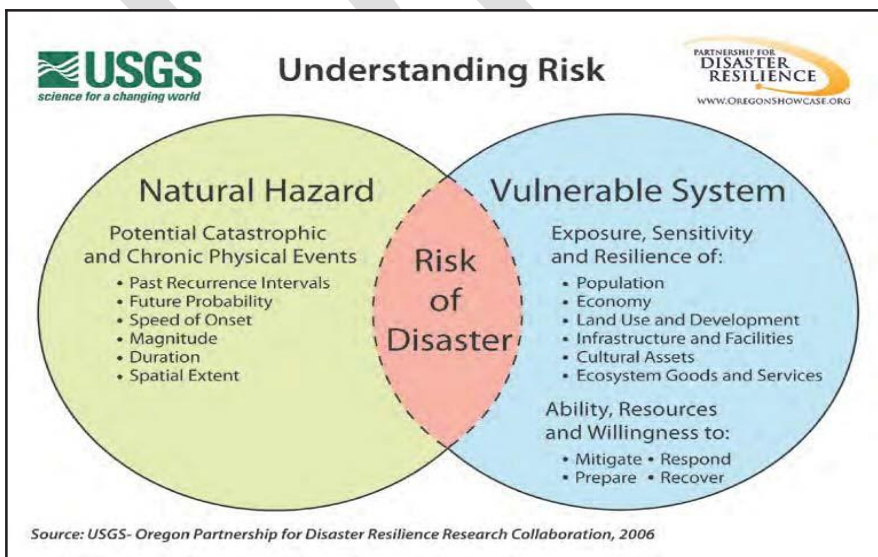 USGS
science for a changing world
Understanding Risk
PARTNERSHIP FOR
DISASTER
RESILIENCE
WWW.OREGONSHOWCASE.ORG
Natural Hazard
Potential Catastrophic
and Chronic Physical Events
• Past Recurrence Intervals
• Future Probability
• Speed of Onset
• Magnitude
• Duration
• Spatial Extent
Risk
of
Disaster
Vulnerable System
Exposure, Sensitivity
and Resilience of:
• Population
• Economy
• Land Use and Development
• Infrastructure and Facilities
• Cultural Assets
• Ecosystem Goods and Services
Ability, Resources
and Willingness to:
• Mitigate • Respond
• Prepare • Recover
Source: USGS- Oregon Partnership for Disaster Resilience Research Collaboration, 2006